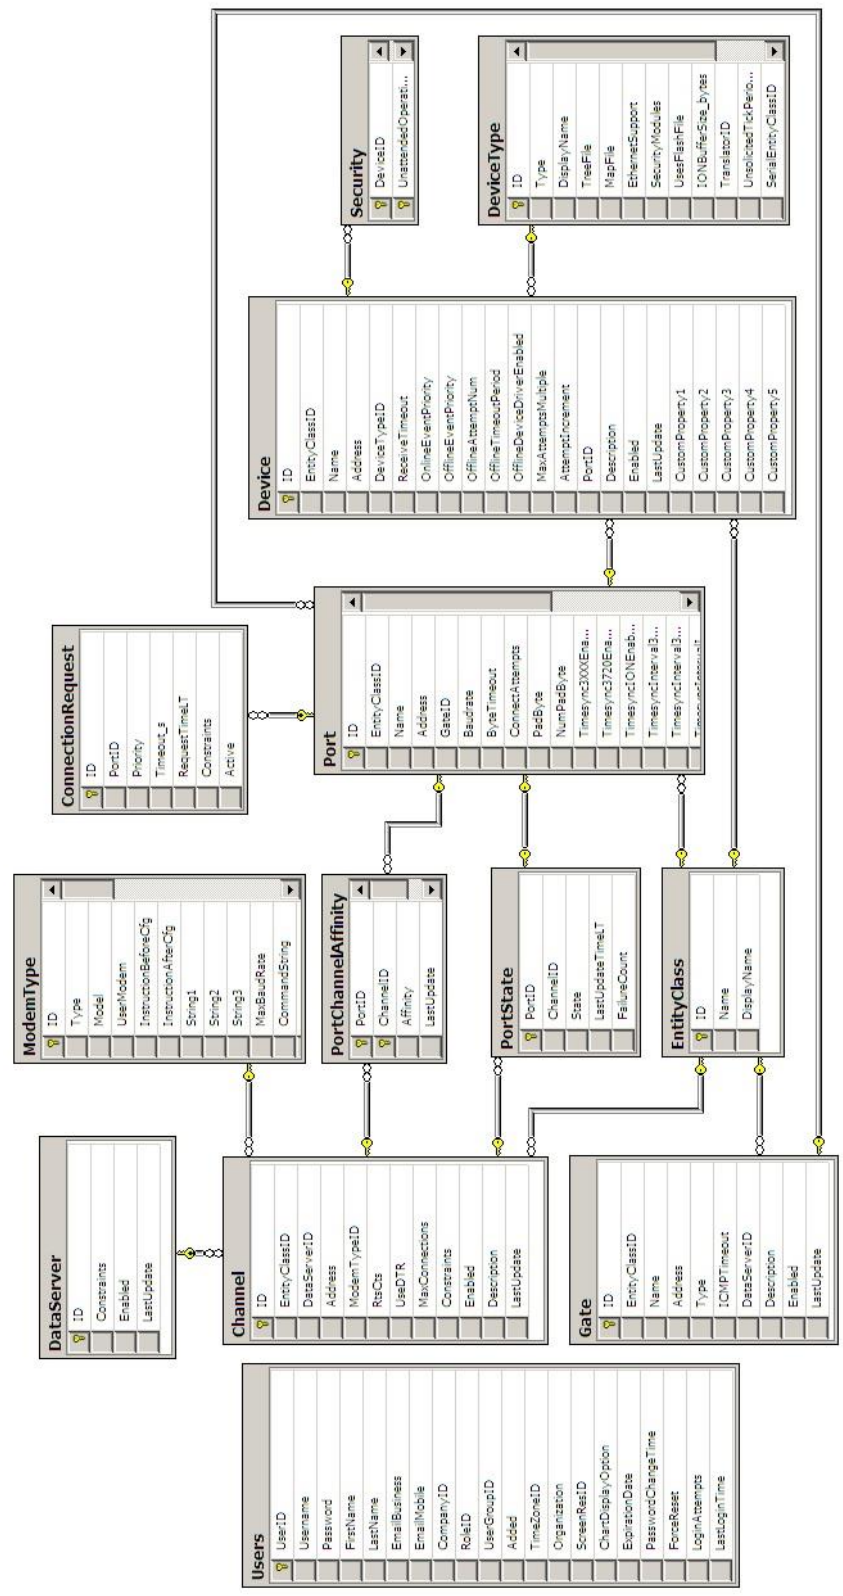 Users
UserID
Username
Password
FirstName
LastName
EmailBusiness
EmailMobile
CompanyID
RoleID
UserGroupID
Added
TimeZoneID
Organization
ScreenResID
ChartDisplayOption
ExpirationDate
PasswordChangeTime
ForceReset
LoginAttempts
LastLoginTime
DataServer
ID
Constraints
Enabled
LastUpdate
Channel
ID
EntityClassID
DataServerID
Address
ModemTypeID
RtsCts
UseDTR
MaxConnections
Constraints
Enabled
Description
LastUpdate
Gate
ID
EntityClassID
Name
Address
Type
ICMPTimeout
DataServerID
Description
Enabled
LastUpdate
ModemType
ID
Type
Model
UserModem
InstructionBeforeCfg
InstructionAfterCfg
String1
String2
String3
MaxBaudRate
CommandString
PortChannelAffinity
PortID
ChannelID
Affinity
LastUpdate
PortState
PortID
ChannelID
State
LastUpdateTimeLT
FailureCount
EntityClass
ID
Name
DisplayName
ConnectionRequest
ID
PortID
Priority
Timeout_s
RequestTimeLT
Constraints
Active
Port
ID
EntityClassID
Name
Address
GateID
Baudrate
ByteTimeout
ConnectAttempts
PadByte
NumPadByte
Timesync3XXXEna...
Timesync3720Ena...
TimesyncIONEnab...
TimesyncInterval3...
TimesyncInterval3...
Device
ID
EntityClassID
Name
Address
DeviceTypeID
ReceiveTimeout
OnlineEventPriority
OfflineEventPriority
OfflineAttemptNum
OfflineTimeoutPeriod
OfflineDeviceDriverEnabled
MaxAttemptsMultiple
AttemptIncrement
PortID
Description
Enabled
LastUpdate
CustomProperty1
CustomProperty2
CustomProperty3
CustomProperty4
CustomProperty5
Security
DeviceID
UnattendedOperati...
DeviceType
ID
Type
DisplayName
TreeFile
MapFile
EthernetSupport
SecurityModules
UsesFlashFile
IONBufferSize_bytes
TranslatorID
UnsolicitedTickPerio...
SerialEntityClassID